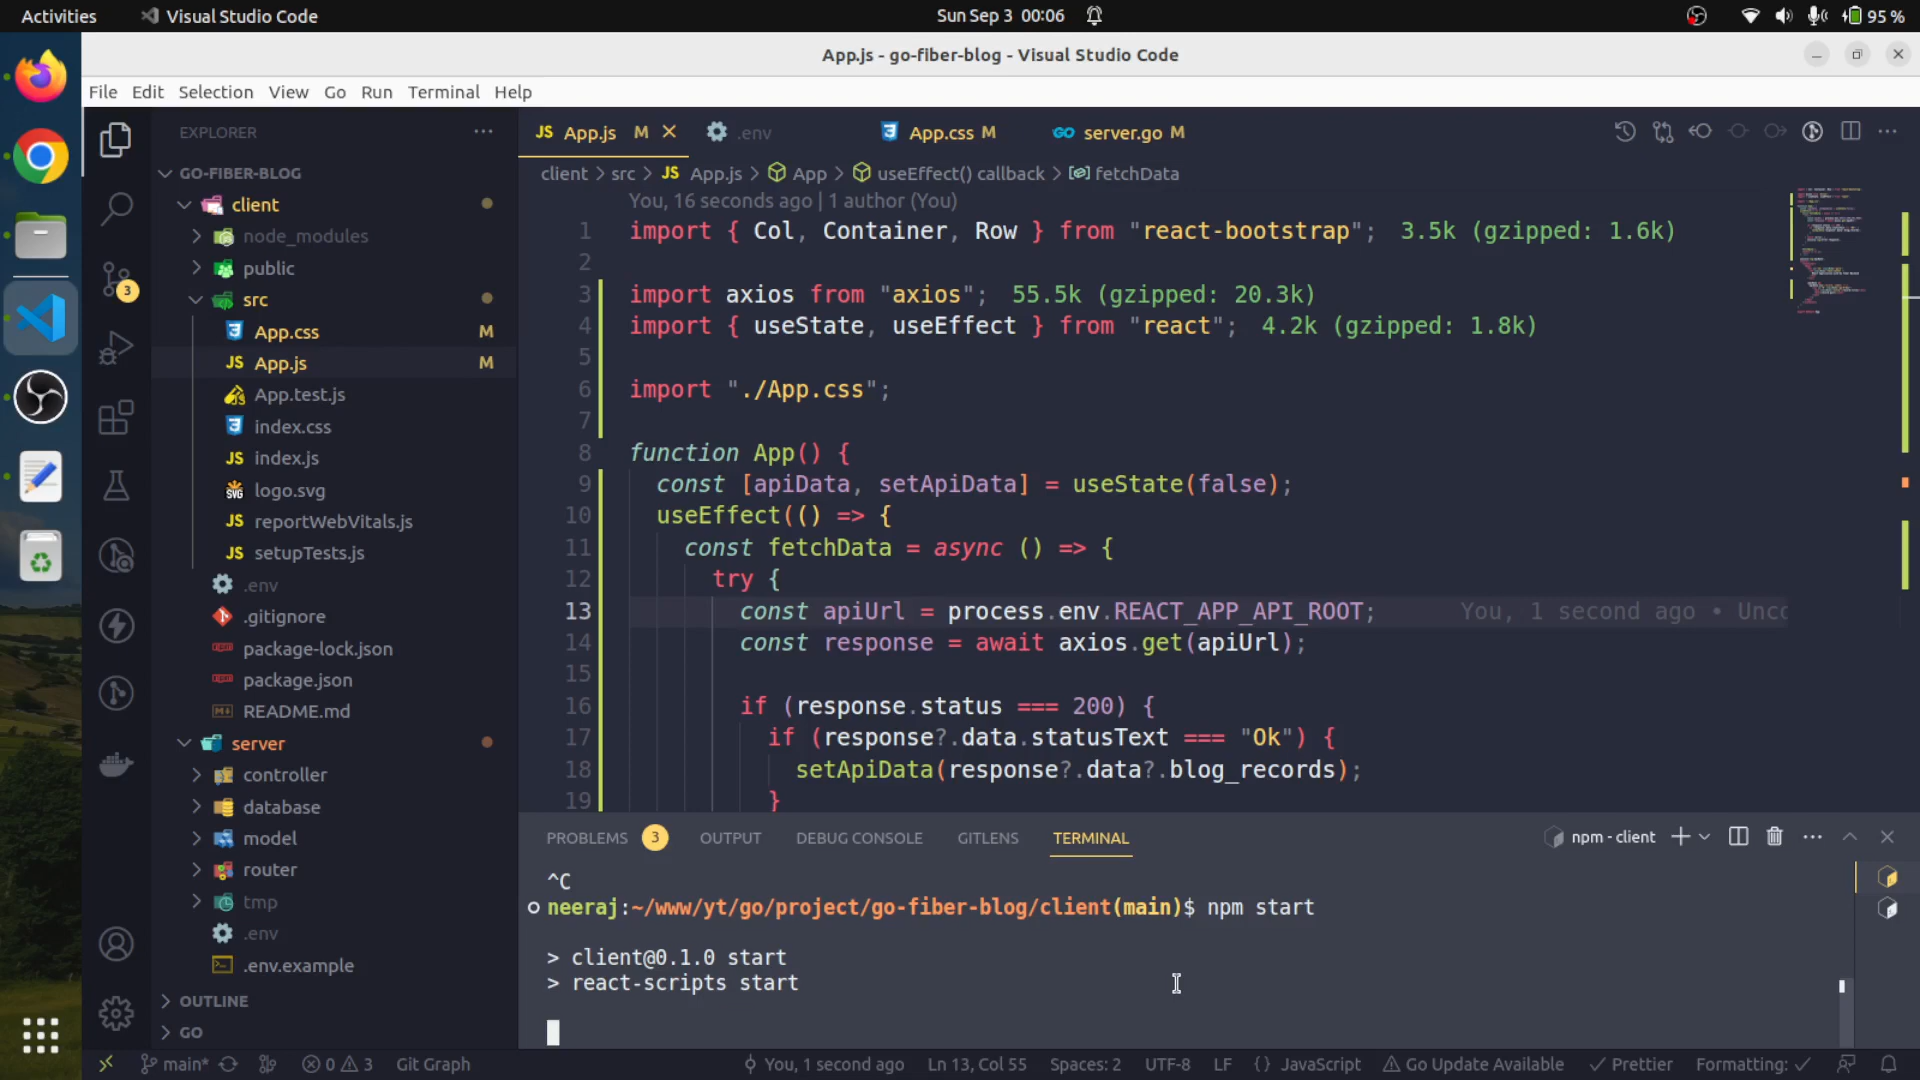 Activities
Visual Studio Code
Sun Sep 3 00:06
95 %
App.js - go-fiber-blog - Visual Studio Code
File Edit Selection View Go Run Terminal Help
EXPLORER
GO-FIBER-BLOG
client
node_modules
public
src
App.css M
App.js M
App.test.js
index.css
JS index.js
logo.svg
JS reportWebVitals.js
JS setupTests.js
.env
.gitignore
package-lock.json
package.json
README.md
server
controller
database
model
router
tmp
.env
.env.example
OUTLINE
GO
3
JS App.js M
.env
App.css M
GO server.go M
client > src > JS App.js > App > useEffect() callback > fetchData
You, 16 seconds ago | 1 author (You)
1 import { Col, Container, Row } from "react-bootstrap"; 3.5k (gzipped: 1.6k)
2
3 import axios from "axios"; 55.5k (gzipped: 20.3k)
4 import { useState, useEffect } from "react"; 4.2k (gzipped: 1.8k)
5
6 import "./App.css";
7
8 function App() {
9 const [apiData, setApiData] = useState(false);
10 useEffect(() => {
11 const fetchData = async () => {
12 try {
13 const apiUrl = process.env.REACT_APP_API_ROOT; You, 1 second ago • Unco
14 const response = await axios.get(apiUrl);
15
16 if (response.status === 200) {
17 if (response?.data.statusText === "Ok") {
18 setApiData(response?.data?.blog_records);
19 }
PROBLEMS 3 OUTPUT DEBUG CONSOLE GITLENS TERMINAL
npm - client
^C
neeraj:~/www/yt/go/project/go-fiber-blog/client(main)$ npm start
> client@0.1.0 start
> react-scripts start
main* 0 3 Git Graph
You, 1 second ago Ln 13, Col 55 Spaces: 2 UTF-8 LF {} JavaScript Go Update Available Prettier Formatting: